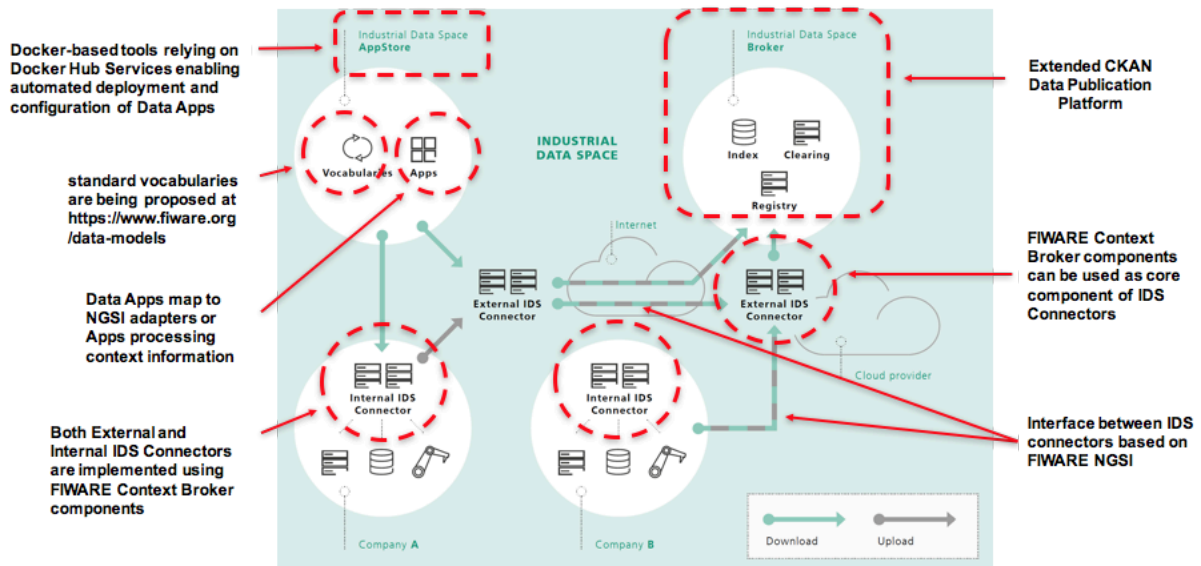 Docker-based tools relying on
Docker Hub Services enabling
automated deployment and
configuration of Data Apps
Industrial Data Space
AppStore
Industrial Data Space
Broker
Extended CKAN
Data Publication
Platform
INDUSTRIAL
DATA SPACE
Vocabularies
Apps
Index
Clearing
Registry
standard vocabularies
are being proposed at
https://www.fiware.org
/data-models
Internet
External IDS
Connector
External IDS
Connector
FIWARE Context
Broker components
can be used as core
component of IDS
Connectors
Data Apps map to
NGSI adapters or
Apps processing
context information
Cloud provider
Internal IDS
Connector
Internal IDS
Connector
Both External and
Internal IDS Connectors
are implemented using
FIWARE Context Broker
components
Interface between IDS
connectors based on
FIWARE NGSI
Company A
Company B
Download
Upload